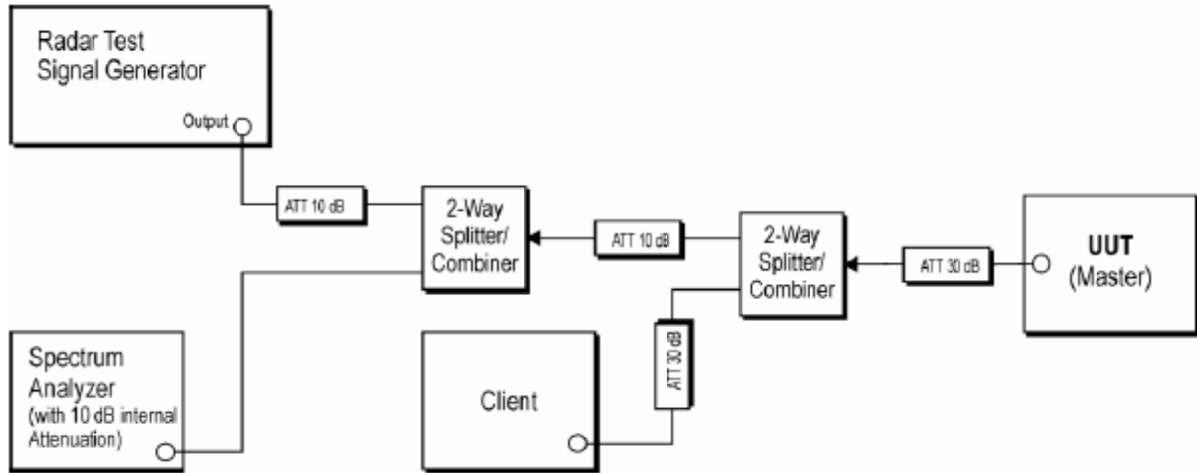 Radar Test
Signal Generator
Output
ATT 10 dB
2-Way
Splitter/
Combiner
ATT 10 dB
2-Way
Splitter/
Combiner
ATT 30 dB
UUT
(Master)
Spectrum
Analyzer
(with 10 dB internal
Attenuation)
Client
ATT 30 dB